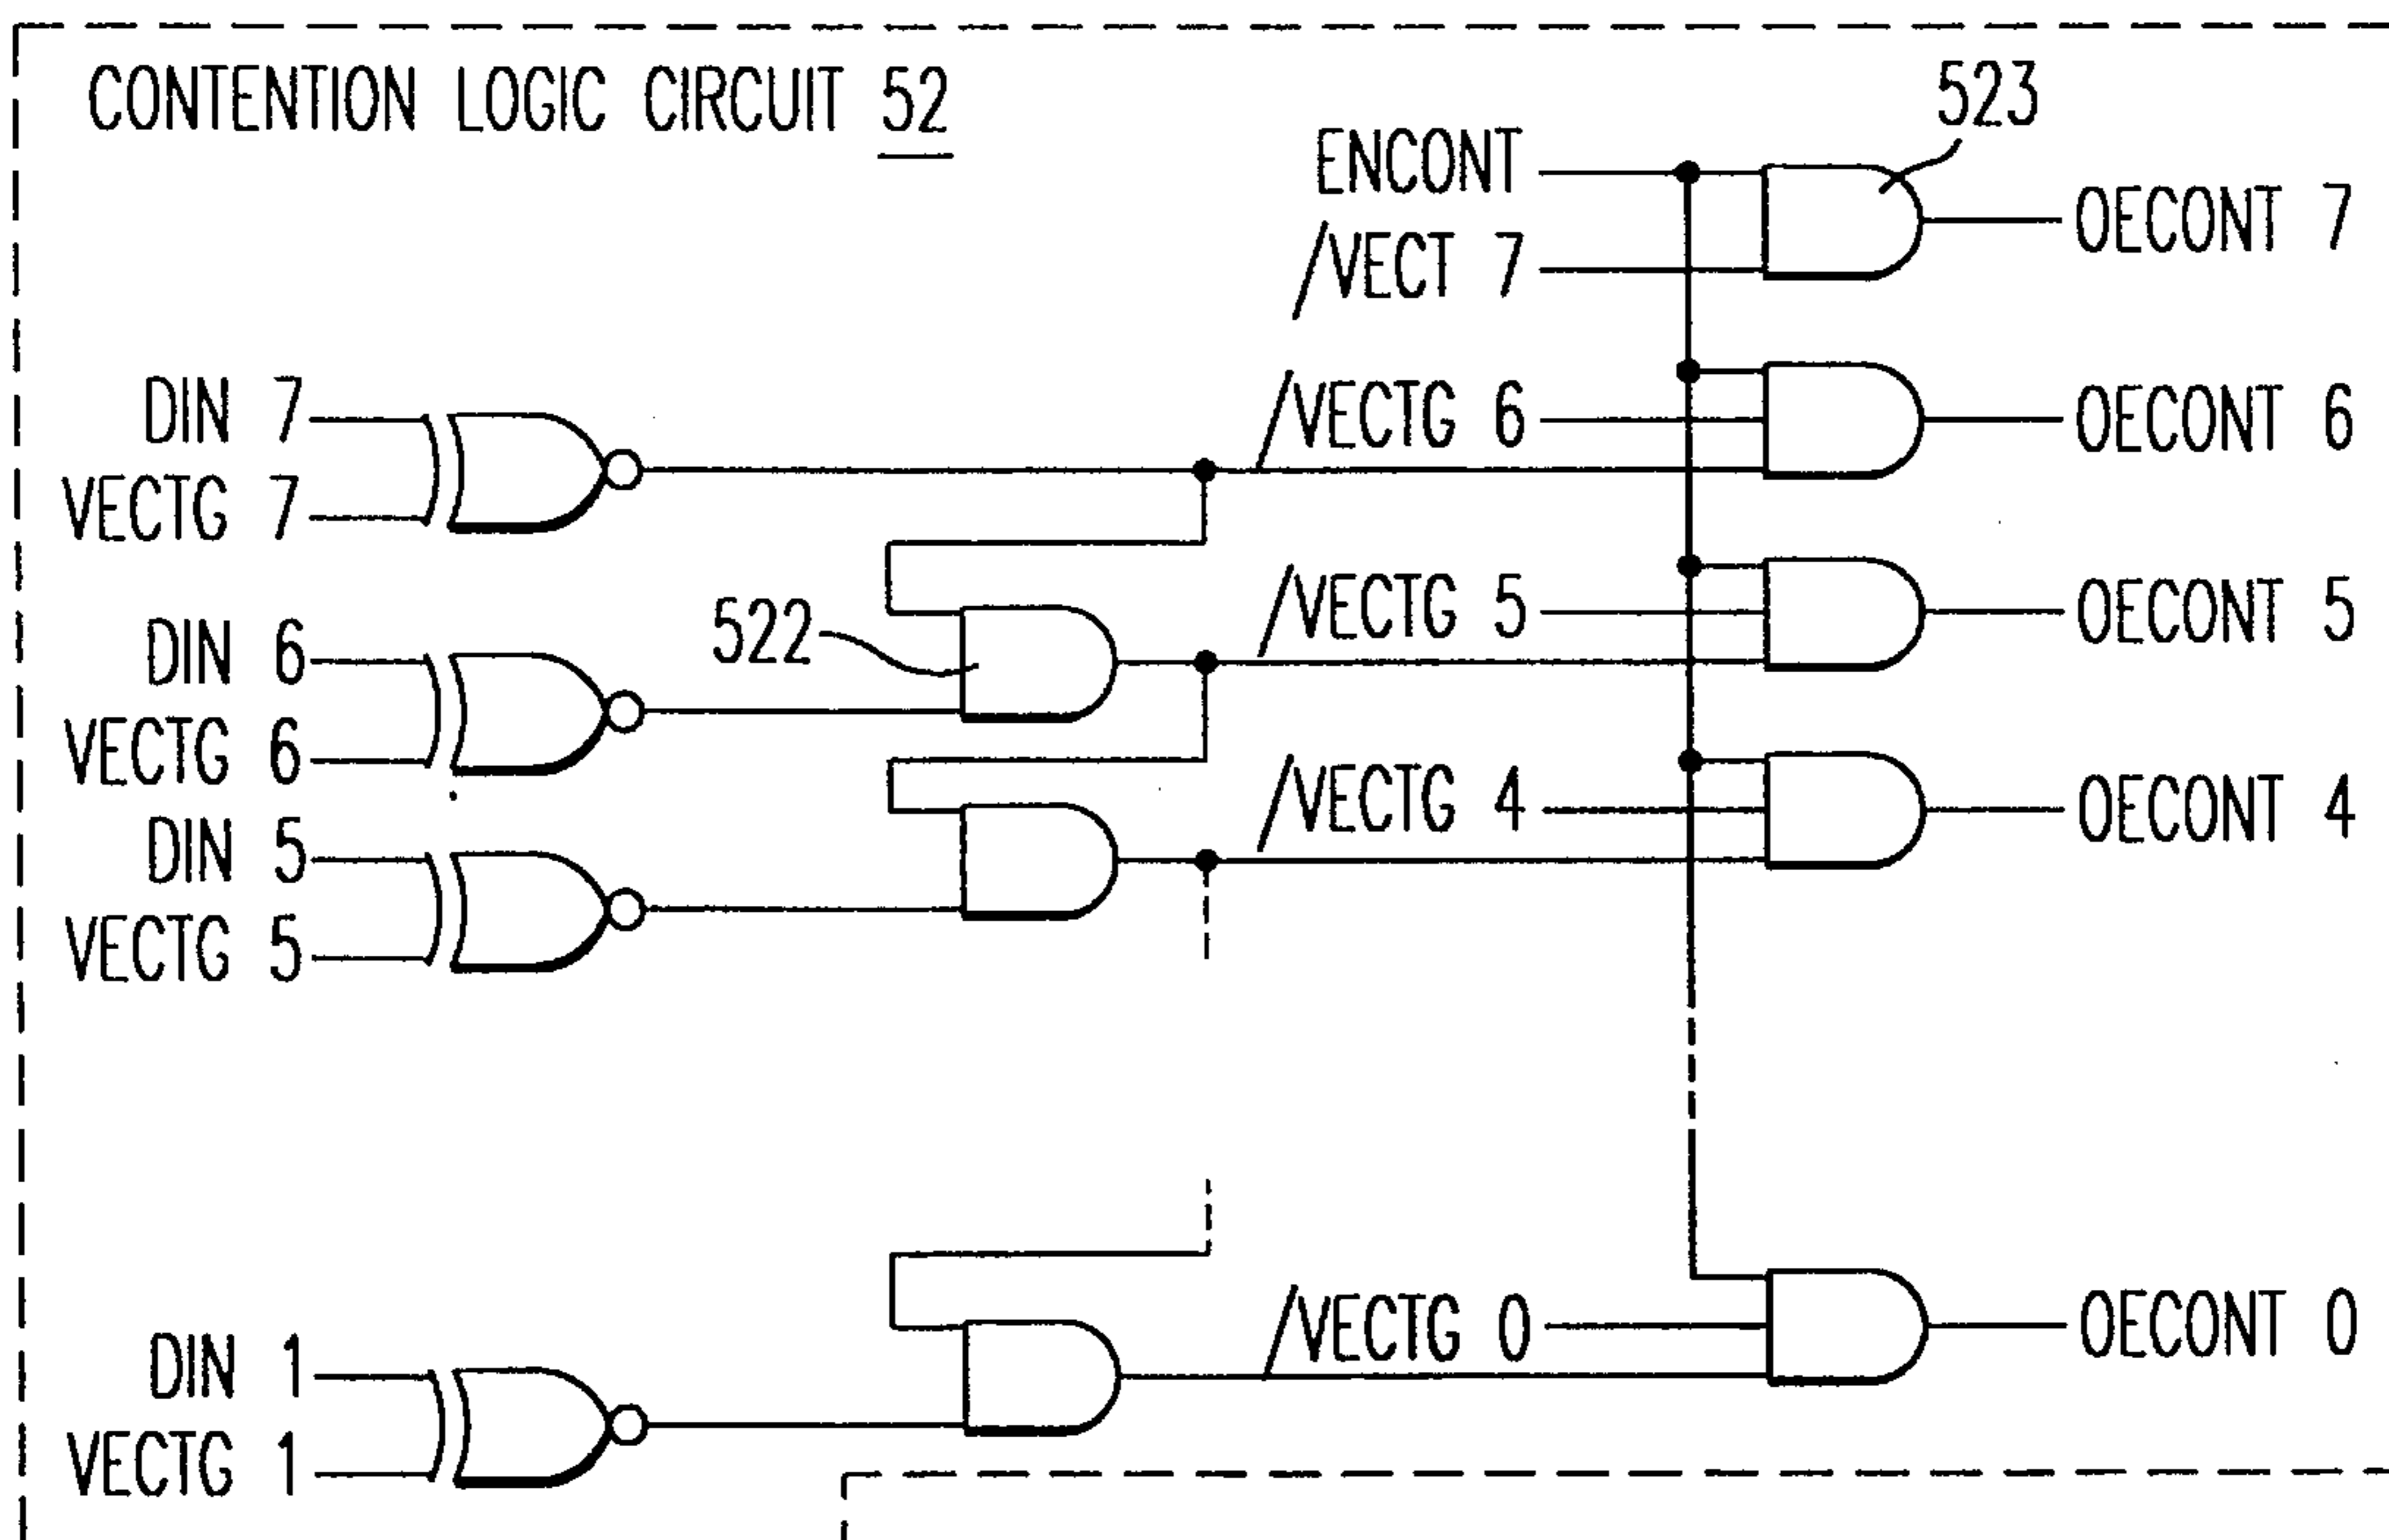 CONTENTION LOGIC CIRCUIT 52
523
ENCONT
/VECT 7
OECONT 7
DIN 7
VECTG 7
/VECTG 6
OECONT 6
522
/VECTG 5
OECONT 5
DIN 6
VECTG 6
/VECTG 4
OECONT 4
DIN 5
VECTG 5
/VECTG 0
OECONT 0
DIN 1
VECTG 1